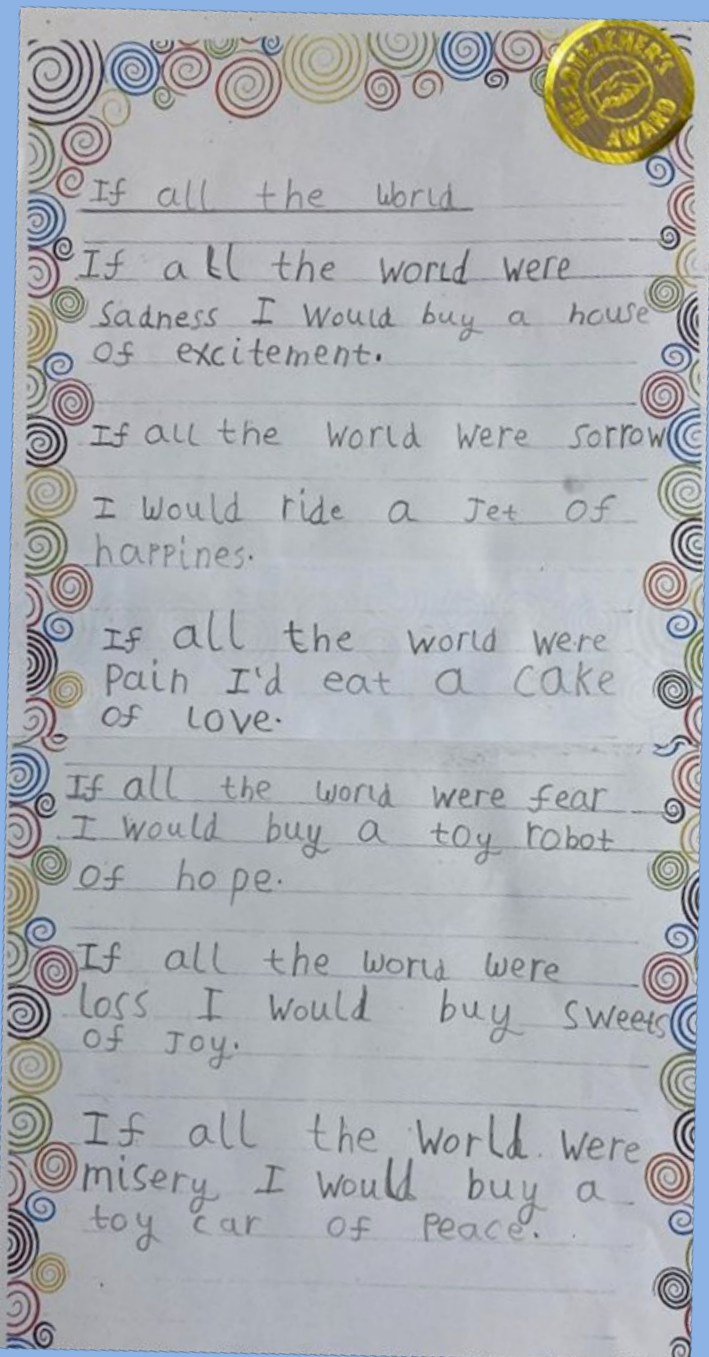 HEADTEACHER'S
AWARD
If all the world
If all the world were
Sadness I would buy a house
of excitement.
If all the world were sorrow
I would ride a Jet of
happines.
If all the world were
Pain I'd eat a cake
of love.
If all the world were fear
I would buy a toy robot
of hope.
If all the world were
loss I would buy sweets
of Joy.
If all the world were
misery I would buy a
toy car of Peace.